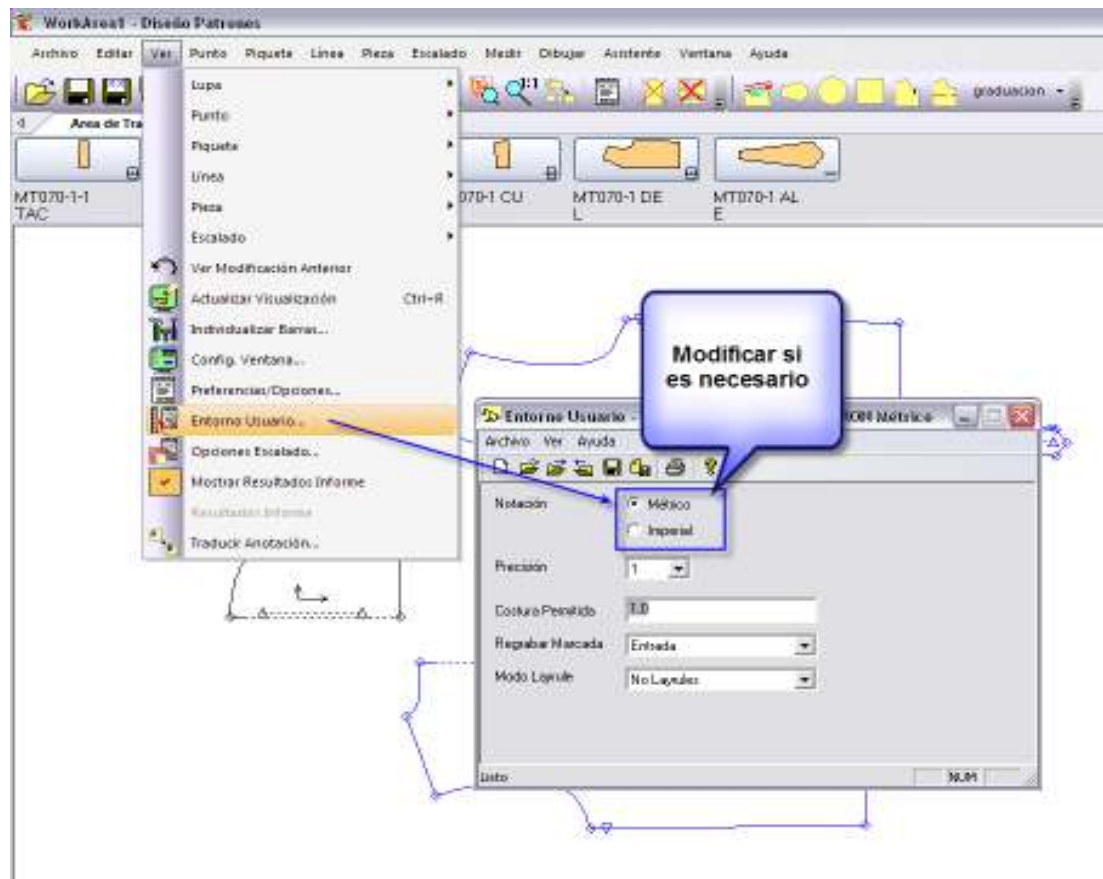 WorkArea1 - Diseño Patrones
Archivo Editar Ver Punto Piquete Línea Pieza Escalado Medir Dibujar Asistente Ventana Ayuda
graduacion
Area de Tra
MT070-1-1
TAC
070-1 CU
MT070-1 DE
L
MT070-1 AL
E
Lupa
Punto
Piquete
Línea
Pieza
Escalado
Ver Modificación Anterior
Actualizar Visualización Ctrl+R
Individualizar Barras...
Config. Ventana...
Preferencias/Opciones...
Entorno Usuario...
Opciones Escalado...
Mostrar Resultados Informe
Resultados Informe
Traducir Anotación...
Modificar si
es necesario
Entorno Usuario - Métrico
Archivo Ver Ayuda
Notación
Métrico
Imperial
Precisión 1
Costura Permitida 1.0
Regrabar Marcada Entrada
Modo Layrule No Layrules
Listo NUM